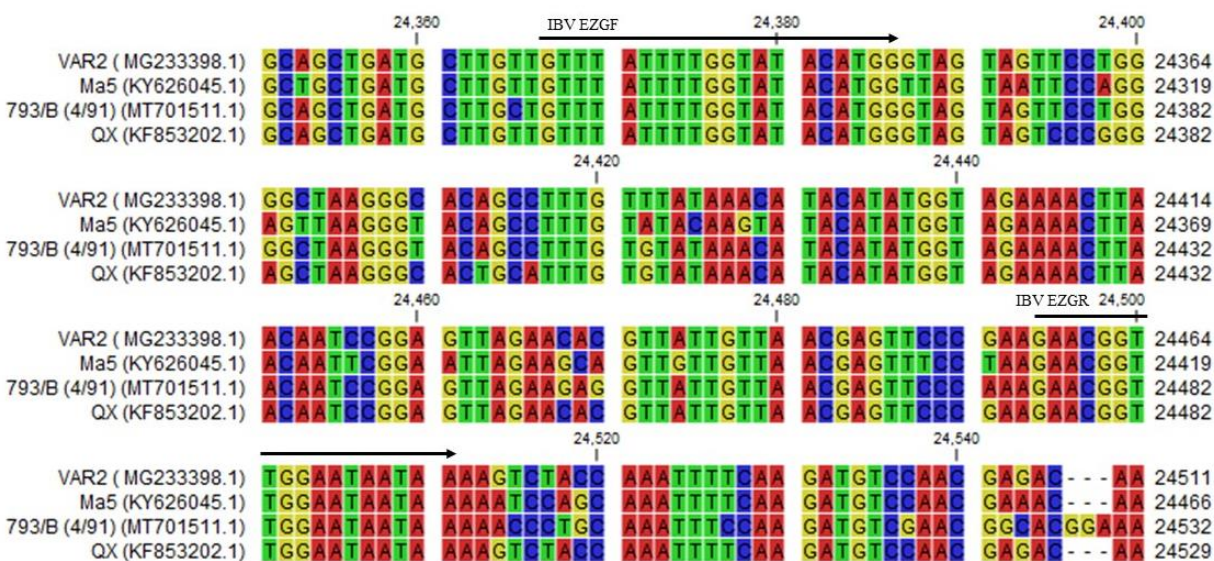 24,360 IBV EZGF 24,380 24,400
VAR2 ( MG233398.1) GCAGCTGATG CTTGTTGTTT ATTTTGGTAT ACATGGGTAG TAGTTCCTGG 24364
Ma5 (KY626045.1) GCTGCTGATG CTTGTTGTTT ATTTTGGTAT ACATGGTTAG TAATTCCAGG 24319
793/B (4/91) (MT701511.1) GCAGCTGATG CTTGCTGTTT ATTTTGGTAT ACATGGGTAG TAGTTCCTGG 24382
QX (KF853202.1) GCAGCTGATG CTTGTTGTTT ATTTTGGTAT ACATGGGTAG TAGTCCCGGG 24382
24,420 24,440
VAR2 ( MG233398.1) GGCTAAGGGC ACAGCCTTTG TTTATAAACA TACATATGGT AGAAAACTTA 24414
Ma5 (KY626045.1) AGTTAAGGGT ACAGCCTTTG TATACAAGTA TACATATGGT AGAAAACTTA 24369
793/B (4/91) (MT701511.1) GGCTAAGGGT ACAGCCTTTG TGTATAAACA TACATATGGT AGAAAACTTA 24432
QX (KF853202.1) AGCTAAGGGC ACTGCATTTG TGTATAAACA TACATATGGT AGAAAACTTA 24432
24,460 24,480 IBV EZGR 24,500
VAR2 ( MG233398.1) ACAATCCGGA GTTAGAACAC GTTATTGTTA ACGAGTTCCC GAAGAACGGT 24464
Ma5 (KY626045.1) ACAATTCGGA ATTAGAAGCA GTTGTTGTTA ACGAGTTTCC TAAGAACGGT 24419
793/B (4/91) (MT701511.1) ACAATCCGGA GTTAGAAGAG GTTATTGTTA ACGAGTTCCC AAAGAACGGT 24482
QX (KF853202.1) ACAATCCGGA GTTAGAACAC GTTATTGTTA ACGAGTTCCC GAAGAACGGT 24482
24,520 24,540
VAR2 ( MG233398.1) TGGAATAATA AAAGTCTACC AAATTTTCAA GATGTCCAAC GAGAC---AA 24511
Ma5 (KY626045.1) TGGAATAATA AAAATCCAGC AAATTTTCAA GATGTCCAAC GAAAC---AA 24466
793/B (4/91) (MT701511.1) TGGAATAATA AAAACCCTGC AAATTTCCAA GATGTCGAAC GGCACGGAAA 24532
QX (KF853202.1) TGGAATAATA AAAGTCTACC AAATTTTCAA GATGTCCAAC GAGAC---AA 24529